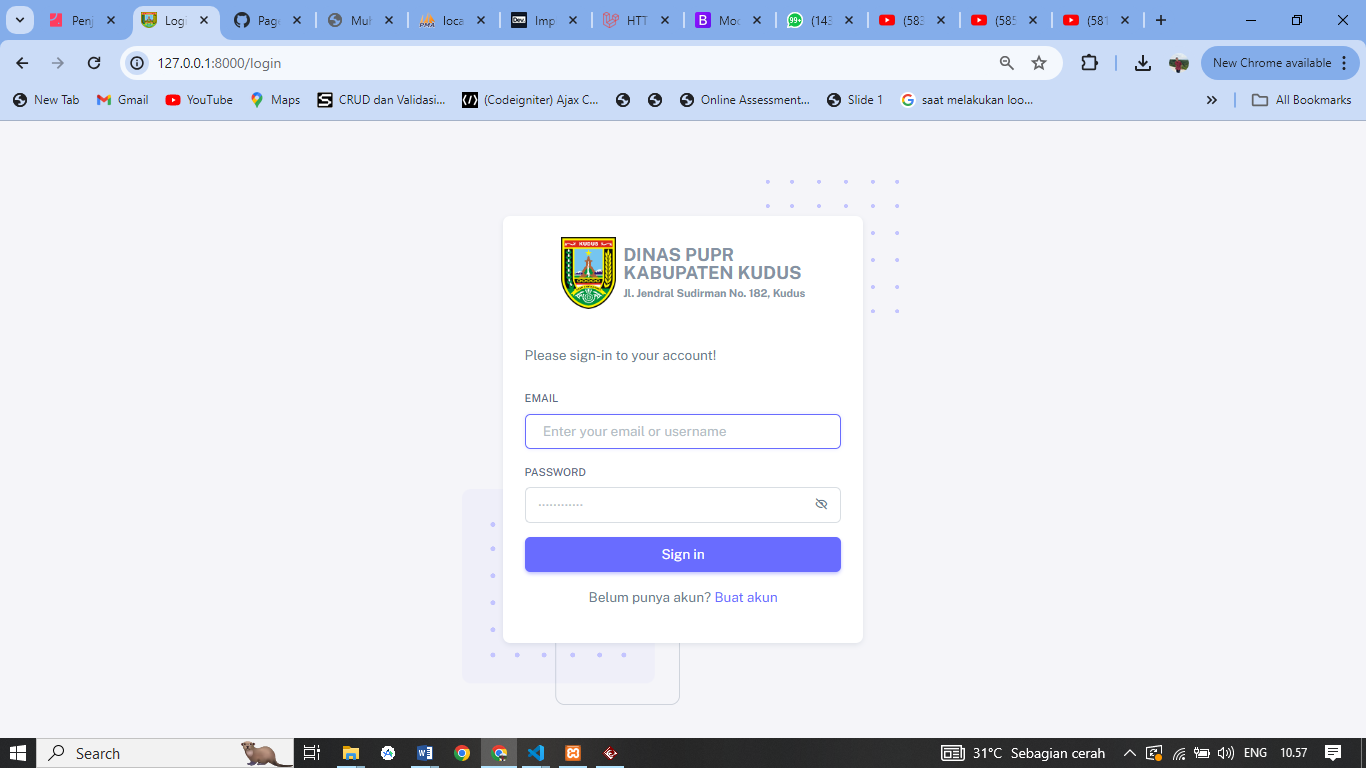 Penj
Logi
Page
Muh
loca
Imp
HTT
Moc
(143
(583
(585
(581
127.0.0.1:8000/login
New Chrome available
New Tab
Gmail
YouTube
Maps
CRUD dan Validasi...
(Codeigniter) Ajax C...
Online Assessment...
Slide 1
saat melakukan loo...
All Bookmarks
KUDUS
DINAS PUPR
KABUPATEN KUDUS
Jl. Jendral Sudirman No. 182, Kudus
Please sign-in to your account!
EMAIL
Enter your email or username
PASSWORD
Sign in
Belum punya akun? Buat akun
Search
31°C Sebagian cerah
ENG
10.57